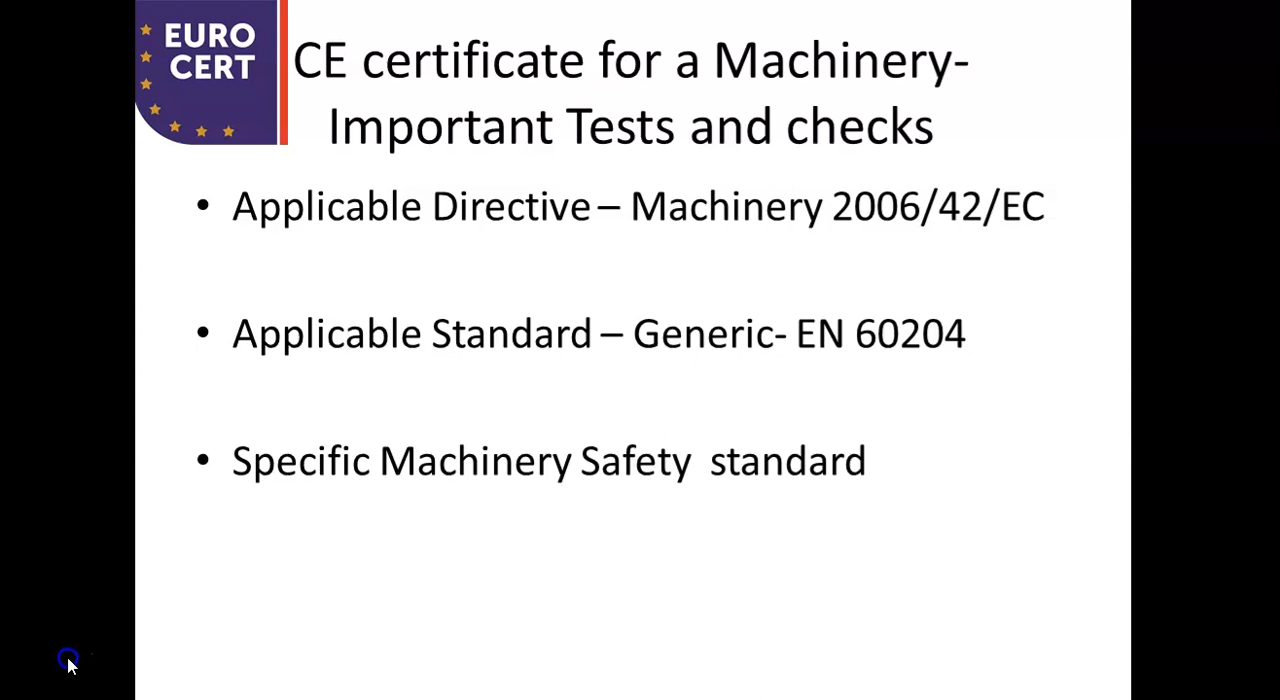 EURO
CERT
CE certificate for a Machinery-
Important Tests and checks
• Applicable Directive – Machinery 2006/42/EC
• Applicable Standard – Generic- EN 60204
• Specific Machinery Safety  standard